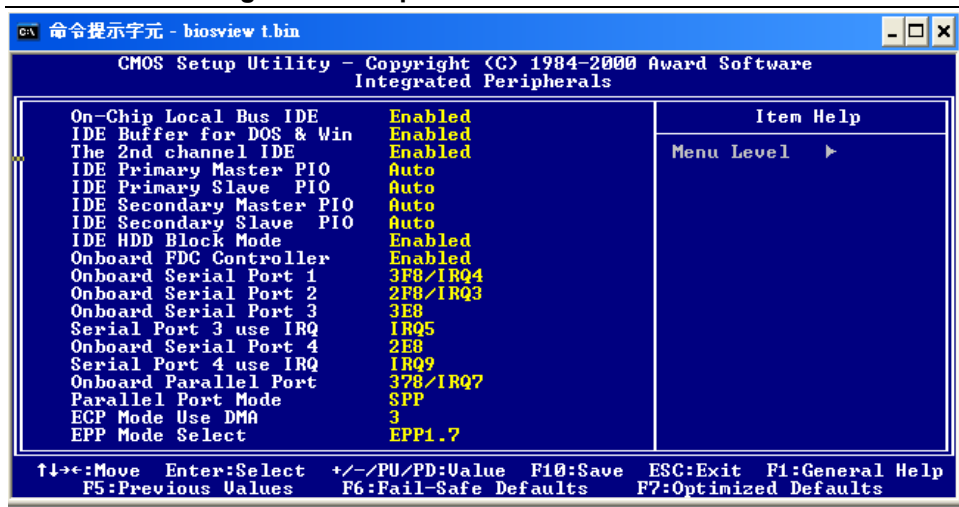 命令提示字元 - biosview t.bin
CMOS Setup Utility - Copyright (C) 1984-2000 Award Software
Integrated Peripherals
On-Chip Local Bus IDE Enabled
IDE Buffer for DOS & Win Enabled
The 2nd channel IDE Enabled
IDE Primary Master PIO Auto
IDE Primary Slave PIO Auto
IDE Secondary Master PIO Auto
IDE Secondary Slave PIO Auto
IDE HDD Block Mode Enabled
Onboard FDC Controller Enabled
Onboard Serial Port 1 3F8/IRQ4
Onboard Serial Port 2 2F8/IRQ3
Onboard Serial Port 3 3E8
Serial Port 3 use IRQ IRQ5
Onboard Serial Port 4 2E8
Serial Port 4 use IRQ IRQ9
Onboard Parallel Port 378/IRQ7
Parallel Port Mode SPP
ECP Mode Use DMA 3
EPP Mode Select EPP1.7
Item Help
Menu Level ►
↑↓→←:Move Enter:Select +/-/PU/PD:Value F10:Save ESC:Exit F1:General Help
F5:Previous Values F6:Fail-Safe Defaults F7:Optimized Defaults